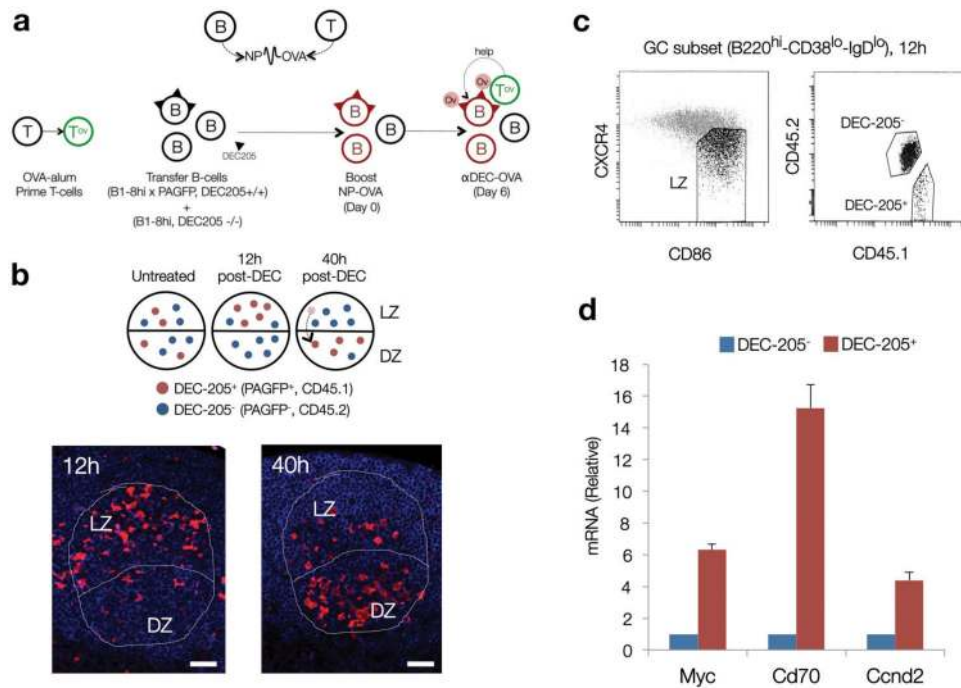 a
B
T
NP OVA
help
Ov
Ov
T Tov
B
B
B
DEC205
B
B
B
B
Tov
B
B
OVA-alum
Prime T-cells
Transfer B-cells
(B1-8hi x PAGFP, DEC205+/+)
+
(B1-8hi, DEC205 -/-)
Boost
NP-OVA
(Day 0)
αDEC-OVA
(Day 6)
b
Untreated
12h
post-DEC
40h
post-DEC
LZ
DZ
DEC-205+ (PAGFP+, CD45.1)
DEC-205- (PAGFP-, CD45.2)
12h
LZ
DZ
40h
LZ
DZ
c
GC subset (B220hi-CD38lo-IgDlo), 12h
CXCR4
LZ
CD86
CD45.2
DEC-205-
DEC-205+
CD45.1
d
DEC-205- DEC-205+
mRNA (Relative)
18
16
14
12
10
8
6
4
2
0
Myc Cd70 Ccnd2